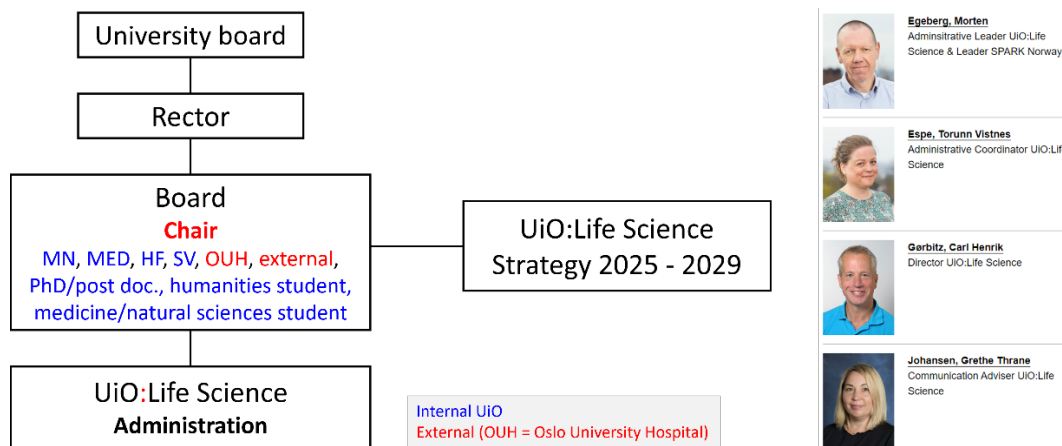 University board
Rector
Board
Chair
MN, MED, HF, SV, OUH, external,
PhD/post doc., humanities student,
medicine/natural sciences student
UiO:Life Science
Strategy 2025 - 2029
UiO:Life Science
Administration
Internal UiO
External (OUH = Oslo University Hospital)
Egeberg, Morten
Adminsitrative Leader UiO:Life
Science & Leader SPARK Norway
Espe, Torunn Vistnes
Administrative Coordinator UiO:Lif
Science
Gørbitz, Carl Henrik
Director UiO:Life Science
Johansen, Grethe Thrane
Communication Adviser UiO:Life
Science